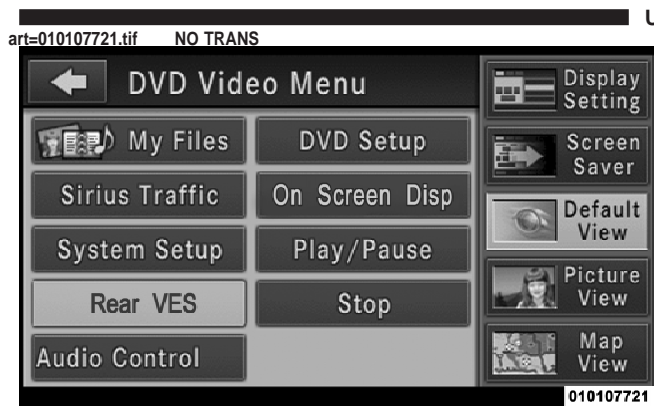 U
art=010107721.tif NO TRANS
DVD Video Menu
My Files
DVD Setup
Sirius Traffic
On Screen Disp
System Setup
Play/Pause
Rear VES
Stop
Audio Control
Display
Setting
Screen
Saver
Default
View
Picture
View
Map
View
010107721